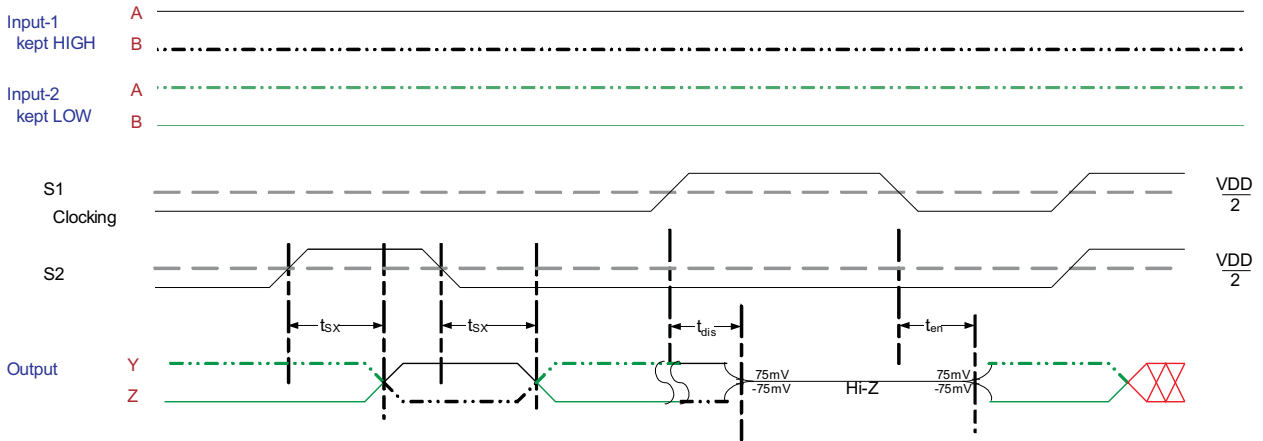 Input-1
kept HIGH
A
B
Input-2
kept LOW
A
B
S1
Clocking
VDD
2
S2
VDD
2
tSX
tSX
tdis
ten
Output
Y
Z
75mV
-75mV
Hi-Z
75mV
-75mV